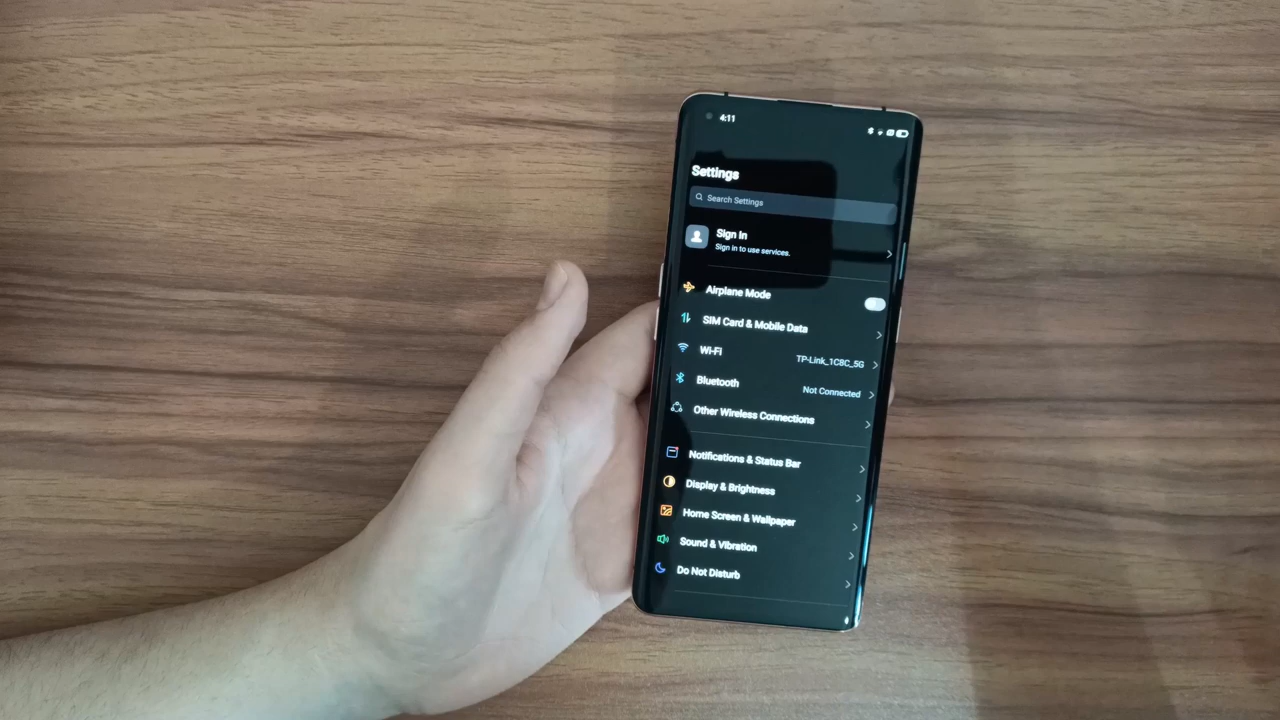 4:11
Settings
Search Settings
Sign In
Sign in to use services.
Airplane Mode
SIM Card & Mobile Data
Wi-Fi TP-Link_1C8C_5G
Bluetooth Not Connected
Other Wireless Connections
Notifications & Status Bar
Display & Brightness
Home Screen & Wallpaper
Sound & Vibration
Do Not Disturb